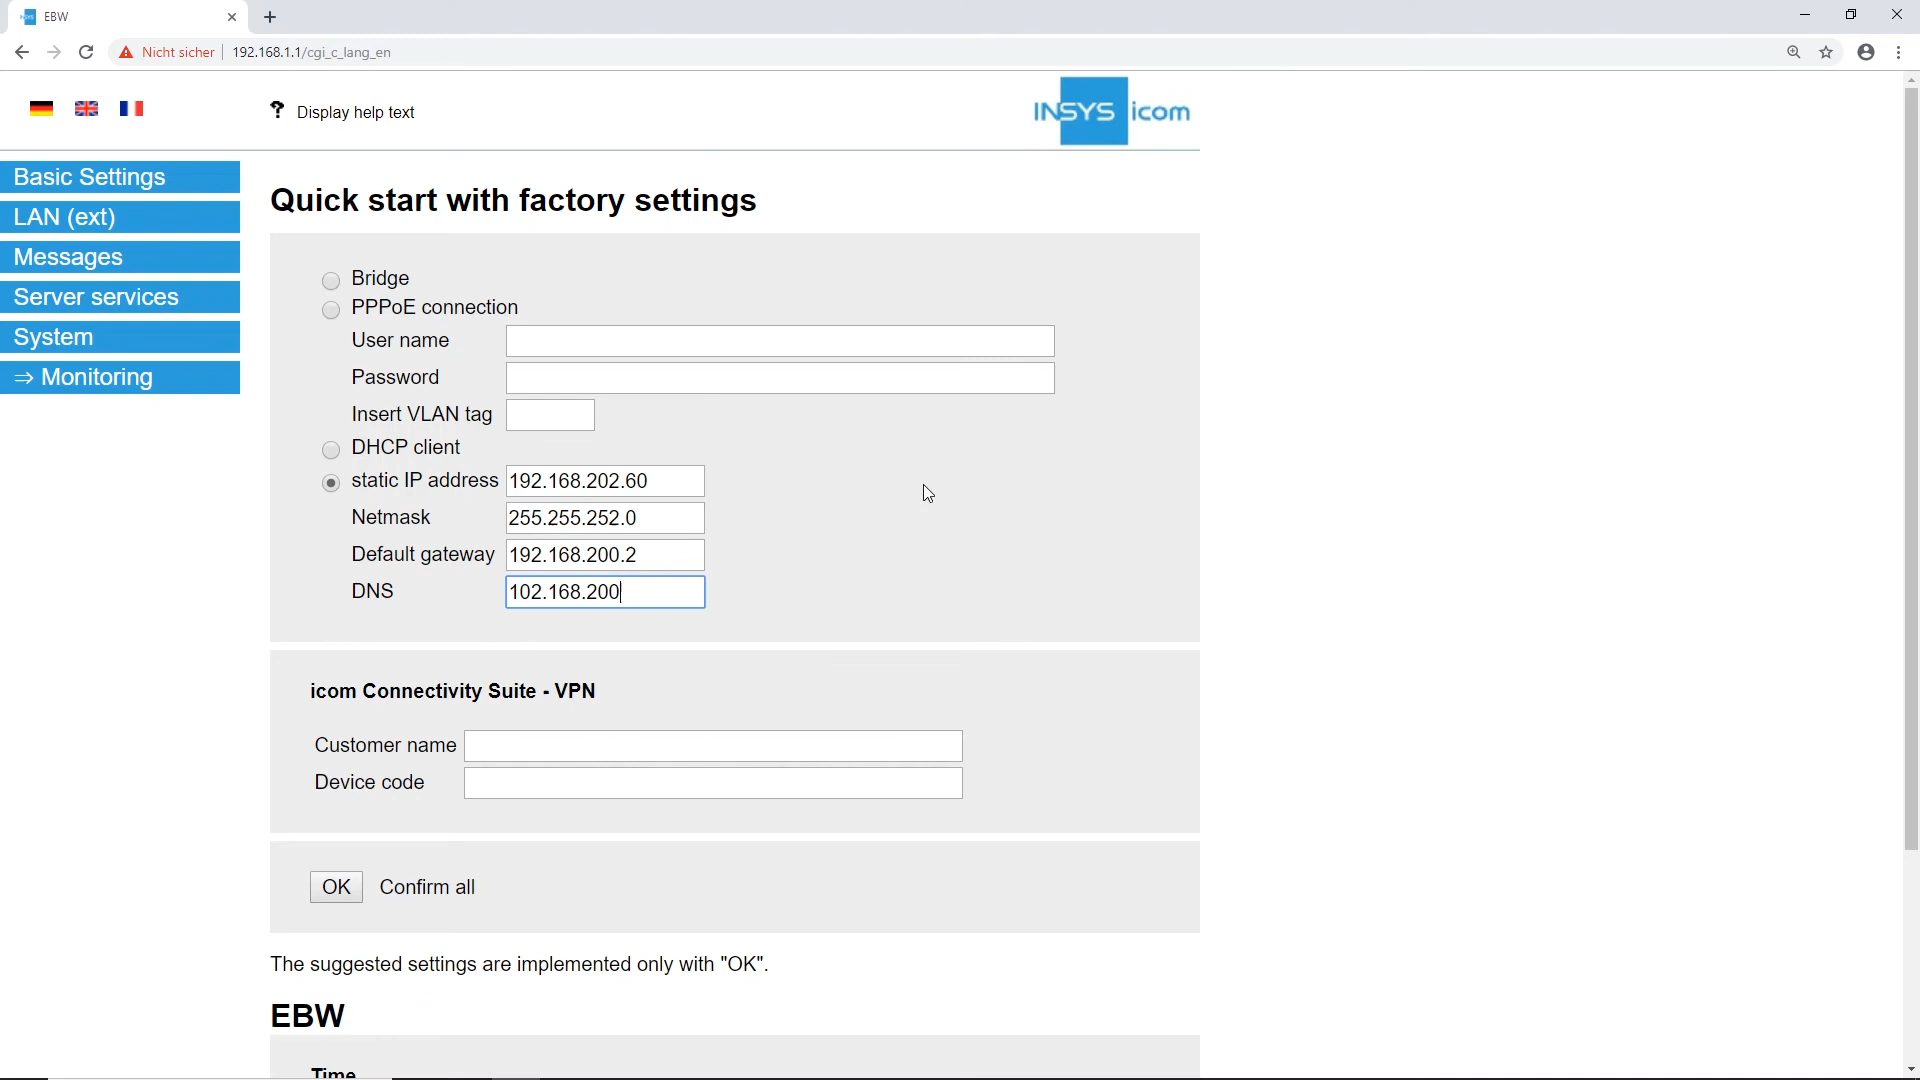 EBW
Nicht sicher 192.168.1.1/cgi_c_lang_en
? Display help text
INSYS icom
Basic Settings
LAN (ext)
Messages
Server services
System
⇒ Monitoring
Quick start with factory settings
Bridge
PPPoE connection
User name
Password
Insert VLAN tag
DHCP client
static IP address 192.168.202.60
Netmask 255.255.252.0
Default gateway 192.168.200.2
DNS 102.168.200
icom Connectivity Suite - VPN
Customer name
Device code
OK Confirm all
The suggested settings are implemented only with "OK".
EBW
Time